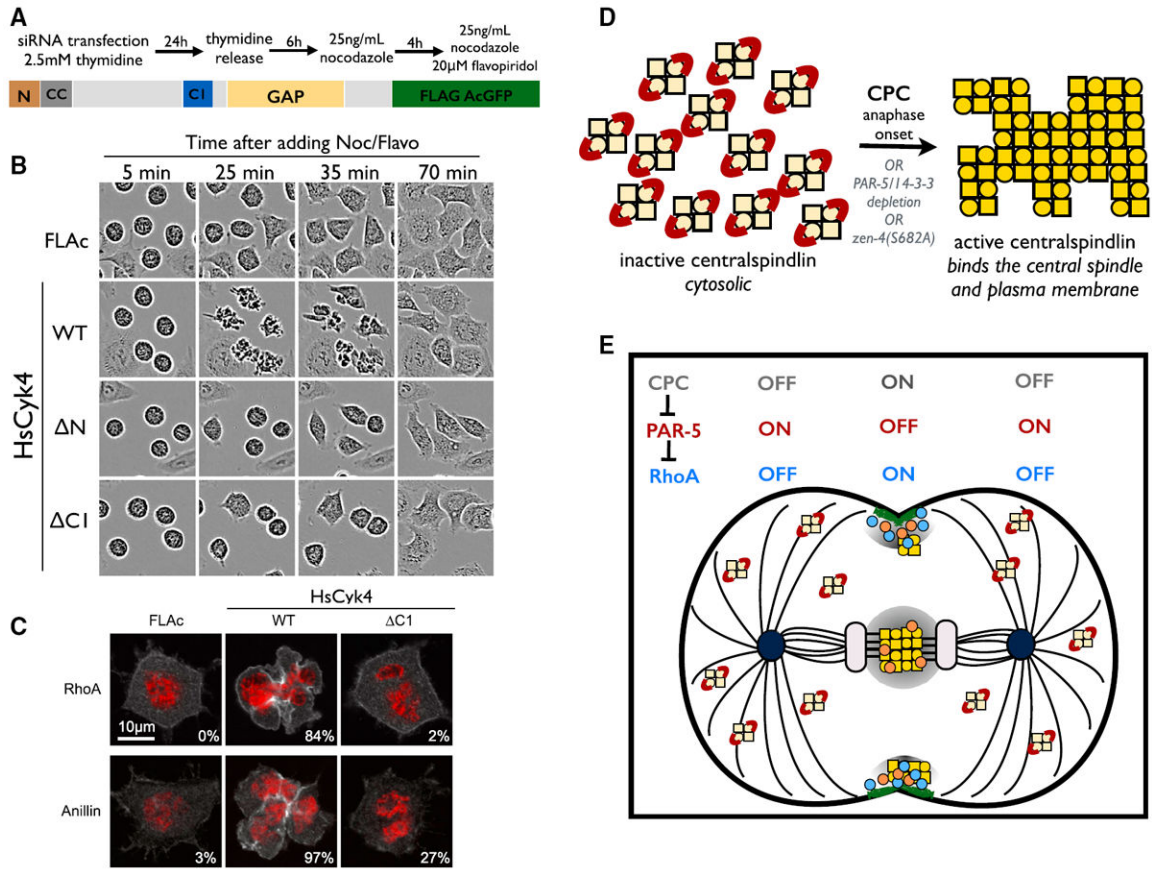 A
siRNA transfection
2.5mM thymidine
24h
thymidine
release
6h
25ng/mL
nocodazole
4h
25ng/mL
nocodazole
20µM flavopiridol
N CC C1 GAP FLAG AcGFP
B
Time after adding Noc/Flavo
5 min 25 min 35 min 70 min
FLAc
HsCyk4
WT
ΔN
ΔC1
C
HsCyk4
FLAc WT ΔC1
RhoA
10µm
0% 84% 2%
Anillin
3% 97% 27%
D
CPC
anaphase
onset
OR
PAR-5/14-3-3
depletion
OR
zen-4(S682A)
inactive centralspindlin
cytosolic
active centralspindlin
binds the central spindle
and plasma membrane
E
CPC OFF ON OFF
PAR-5 ON OFF ON
RhoA OFF ON OFF